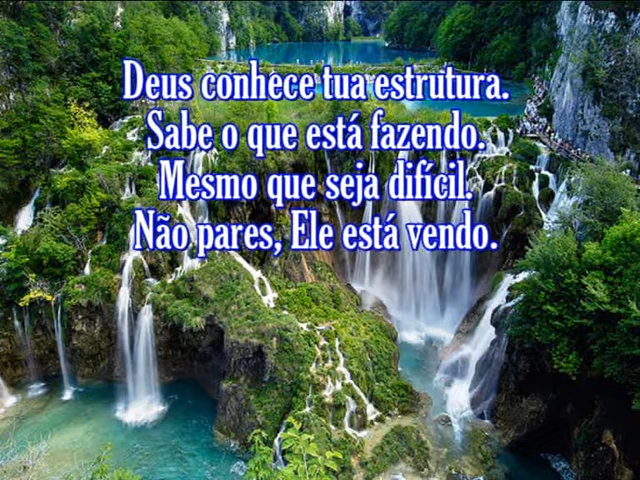 Deus conhece tua estrutura.
Sabe o que está fazendo.
Mesmo que seja difícil.
Não pares, Ele está vendo.